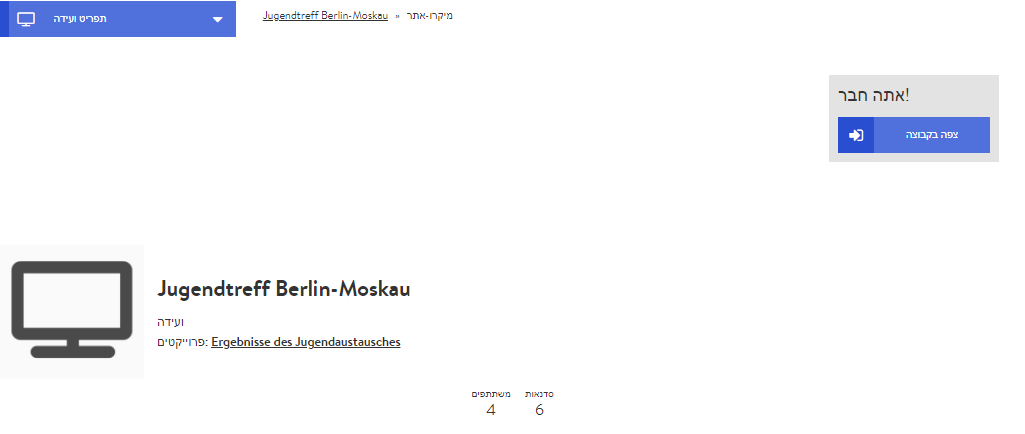 תפריט ועידה
Jugendtreff Berlin-Moskau » מיקרו-אתר
אתה חבר!
צפה בקבוצה
Jugendtreff Berlin-Moskau
ועידה
פרוייקטים: Ergebnisse des Jugendaustausches
משתתפים סדנאות
4 6